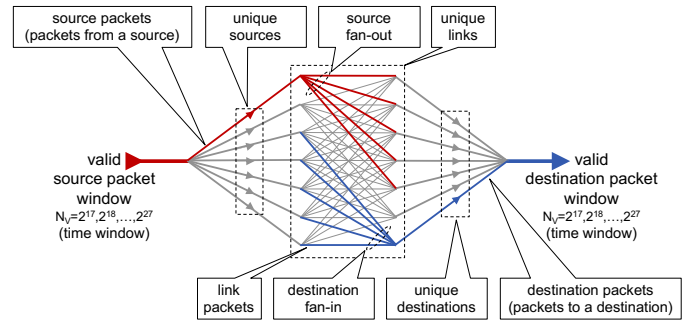 source packets
(packets from a source)
unique
sources
source
fan-out
unique
links
valid
source packet
window
N_V=2^17,2^18,…,2^27
(time window)
valid
destination packet
window
N_V=2^17,2^18,…,2^27
(time window)
link
packets
destination
fan-in
unique
destinations
destination packets
(packets to a destination)